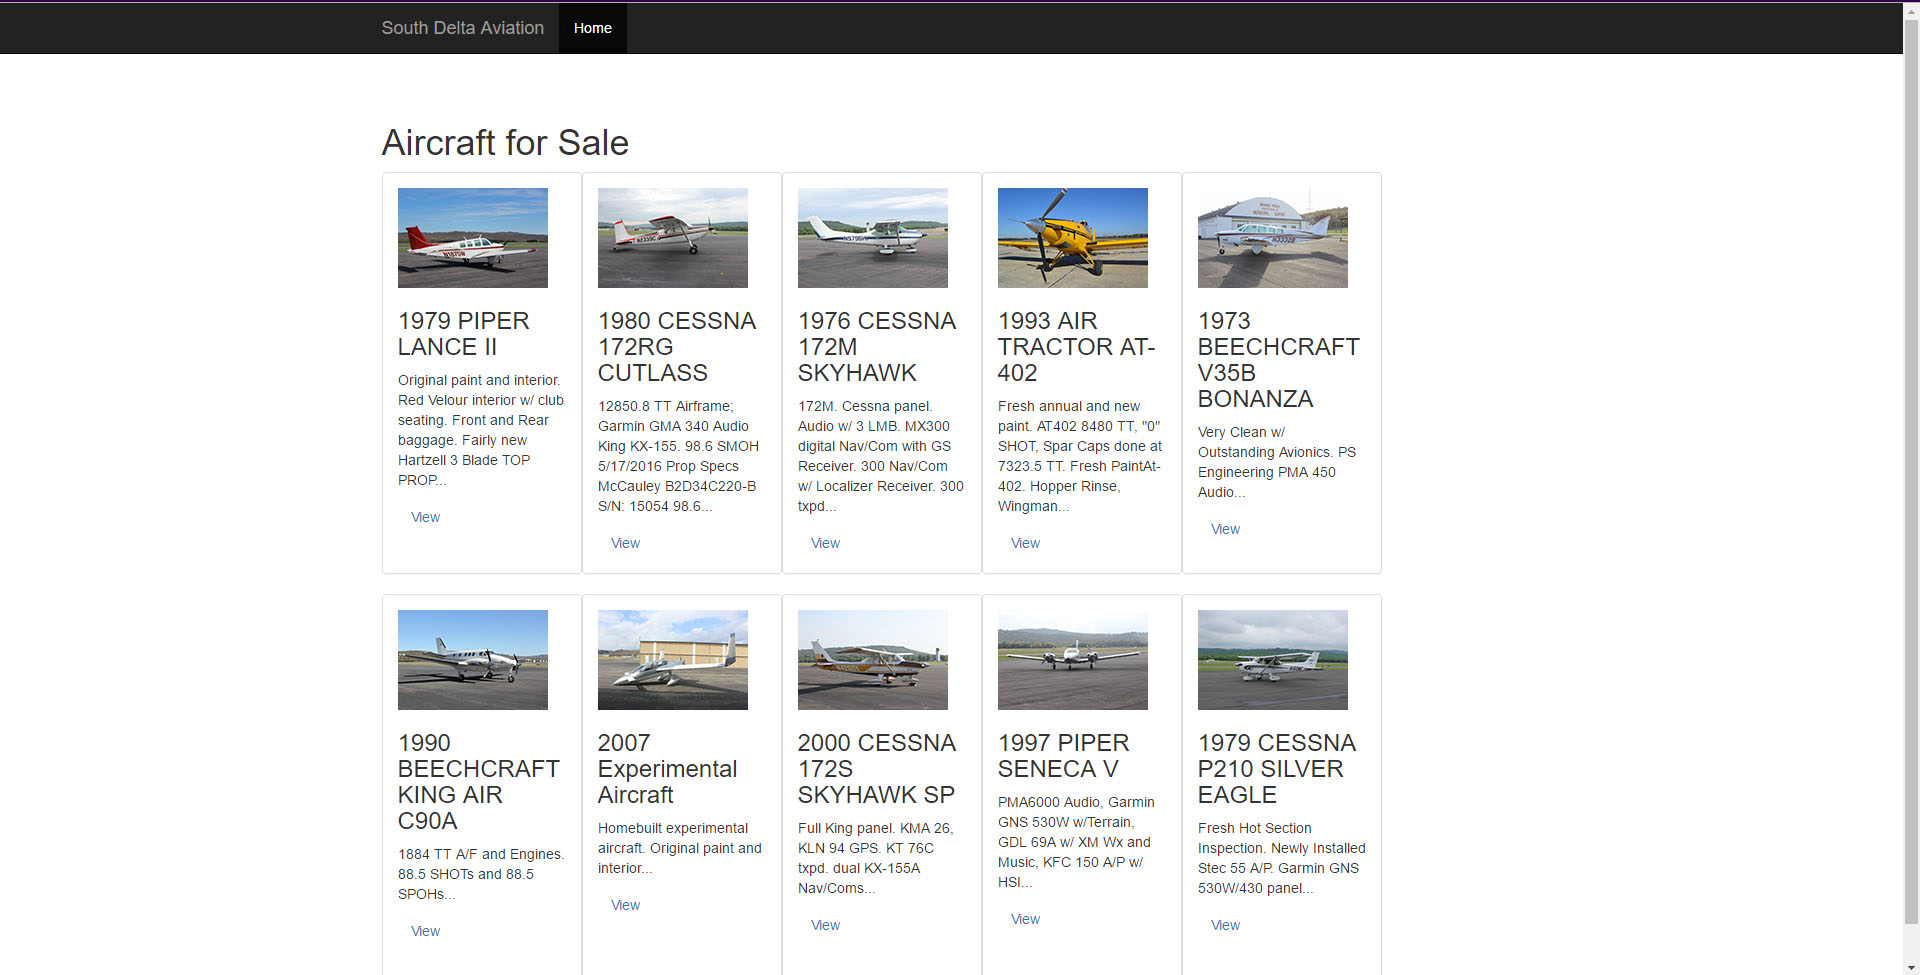 South Delta Aviation
Home
Aircraft for Sale
1979 PIPER
LANCE II
Original paint and interior.
Red Velour interior w/ club
seating. Front and Rear
baggage. Fairly new
Hartzell 3 Blade TOP
PROP...
View
1980 CESSNA
172RG
CUTLASS
12850.8 TT Airframe;
Garmin GMA 340 Audio
King KX-155. 98.6 SMOH
5/17/2016 Prop Specs
McCauley B2D34C220-B
S/N: 15054 98.6...
View
1976 CESSNA
172M
SKYHAWK
172M. Cessna panel.
Audio w/ 3 LMB. MX300
digital Nav/Com with GS
Receiver. 300 Nav/Com
w/ Localizer Receiver. 300
txpd...
View
1993 AIR
TRACTOR AT-
402
Fresh annual and new
paint. AT402 8480 TT, "0"
SHOT, Spar Caps done at
7323.5 TT. Fresh PaintAt-
402. Hopper Rinse,
Wingman...
View
1973
BEECHCRAFT
V35B
BONANZA
Very Clean w/
Outstanding Avionics. PS
Engineering PMA 450
Audio...
View
1990
BEECHCRAFT
KING AIR
C90A
1884 TT A/F and Engines.
88.5 SHOTs and 88.5
SPOHs...
View
2007
Experimental
Aircraft
Homebuilt experimental
aircraft. Original paint and
interior...
View
2000 CESSNA
172S
SKYHAWK SP
Full King panel. KMA 26,
KLN 94 GPS. KT 76C
txpd. dual KX-155A
Nav/Coms...
View
1997 PIPER
SENECA V
PMA6000 Audio, Garmin
GNS 530W w/Terrain,
GDL 69A w/ XM Wx and
Music, KFC 150 A/P w/
HSI...
View
1979 CESSNA
P210 SILVER
EAGLE
Fresh Hot Section
Inspection. Newly Installed
Stec 55 A/P. Garmin GNS
530W/430 panel...
View